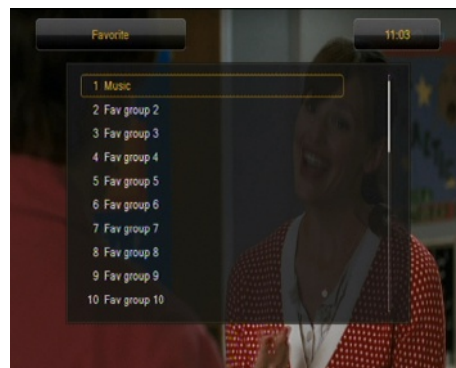 Favorite
11:03
1 Music
2 Fav group 2
3 Fav group 3
4 Fav group 4
5 Fav group 5
6 Fav group 6
7 Fav group 7
8 Fav group 8
9 Fav group 9
10 Fav group 10